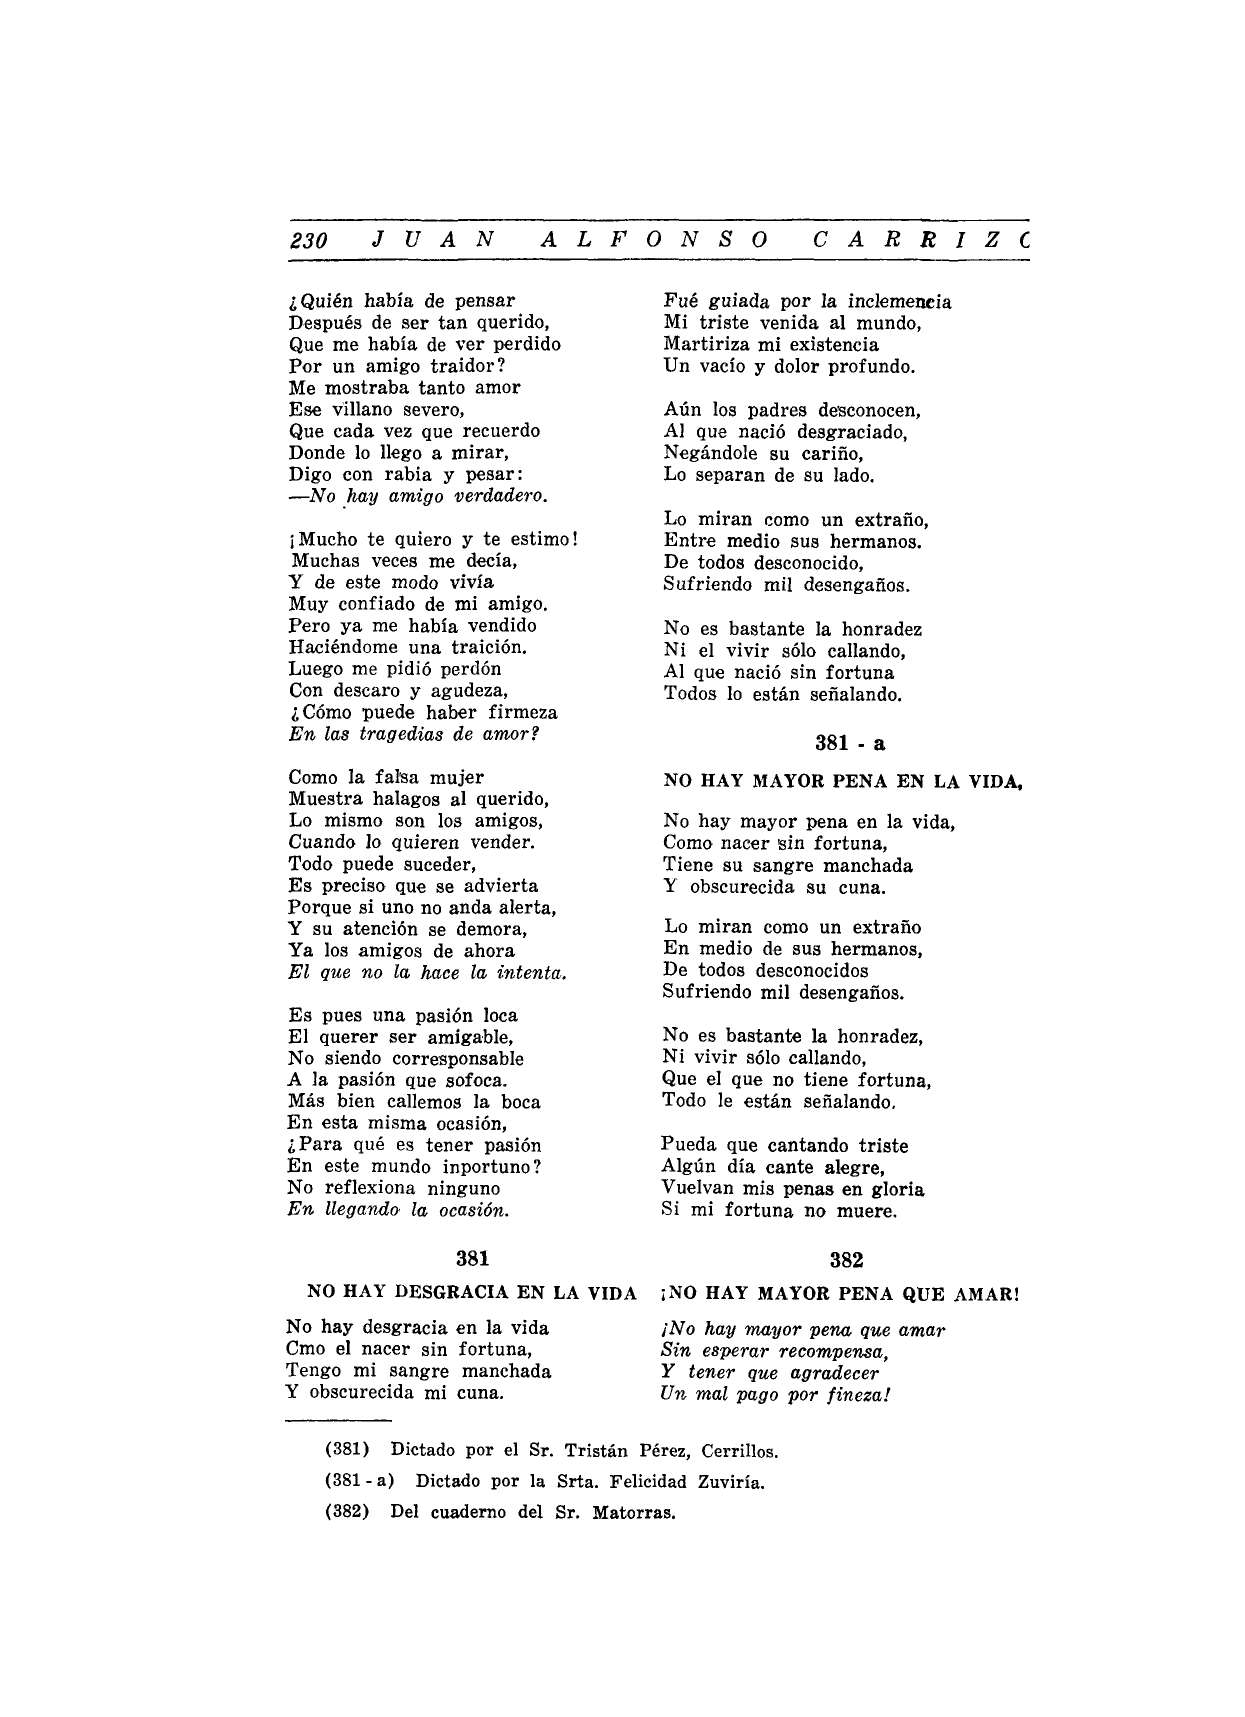 230 JUAN ALFONSO CARRIZO
¿Quién había de pensar
Después de ser tan querido,
Que me había de ver perdido
Por un amigo traidor?
Me mostraba tanto amor
Ese villano severo,
Que cada vez que recuerdo
Donde lo llego a mirar,
Digo con rabia y pesar:
—No hay amigo verdadero.
¡Mucho te quiero y te estimo!
Muchas veces me decía,
Y de este modo vivía
Muy confiado de mi amigo.
Pero ya me había vendido
Haciéndome una traición.
Luego me pidió perdón
Con descaro y agudeza,
¿Cómo puede haber firmeza
En las tragedias de amor?
Como la falsa mujer
Muestra halagos al querido,
Lo mismo son los amigos,
Cuando lo quieren vender.
Todo puede suceder,
Es preciso que se advierta
Porque si uno no anda alerta,
Y su atención se demora,
Ya los amigos de ahora
El que no la hace la intenta.
Es pues una pasión loca
El querer ser amigable,
No siendo corresponsable
A la pasión que sofoca.
Más bien callemos la boca
En esta misma ocasión,
¿Para qué es tener pasión
En este mundo inportuno?
No reflexiona ninguno
En llegando la ocasión.
381
NO HAY DESGRACIA EN LA VIDA
No hay desgracia en la vida
Cmo el nacer sin fortuna,
Tengo mi sangre manchada
Y obscurecida mi cuna.
Fué guiada por la inclemencia
Mi triste venida al mundo,
Martiriza mi existencia
Un vacío y dolor profundo.
Aún los padres desconocen,
Al que nació desgraciado,
Negándole su cariño,
Lo separan de su lado.
Lo miran como un extraño,
Entre medio sus hermanos.
De todos desconocido,
Sufriendo mil desengaños.
No es bastante la honradez
Ni el vivir sólo callando,
Al que nació sin fortuna
Todos lo están señalando.
381 - a
NO HAY MAYOR PENA EN LA VIDA,
No hay mayor pena en la vida,
Como nacer sin fortuna,
Tiene su sangre manchada
Y obscurecida su cuna.
Lo miran como un extraño
En medio de sus hermanos,
De todos desconocidos
Sufriendo mil desengaños.
No es bastante la honradez,
Ni vivir sólo callando,
Que el que no tiene fortuna,
Todo le están señalando.
Pueda que cantando triste
Algún día cante alegre,
Vuelvan mis penas en gloria
Si mi fortuna no muere.
382
¡NO HAY MAYOR PENA QUE AMAR!
¡No hay mayor pena que amar
Sin esperar recompensa,
Y tener que agradecer
Un mal pago por fineza!
(381) Dictado por el Sr. Tristán Pérez, Cerrillos.
(381 - a) Dictado por la Srta. Felicidad Zuviría.
(382) Del cuaderno del Sr. Matorras.